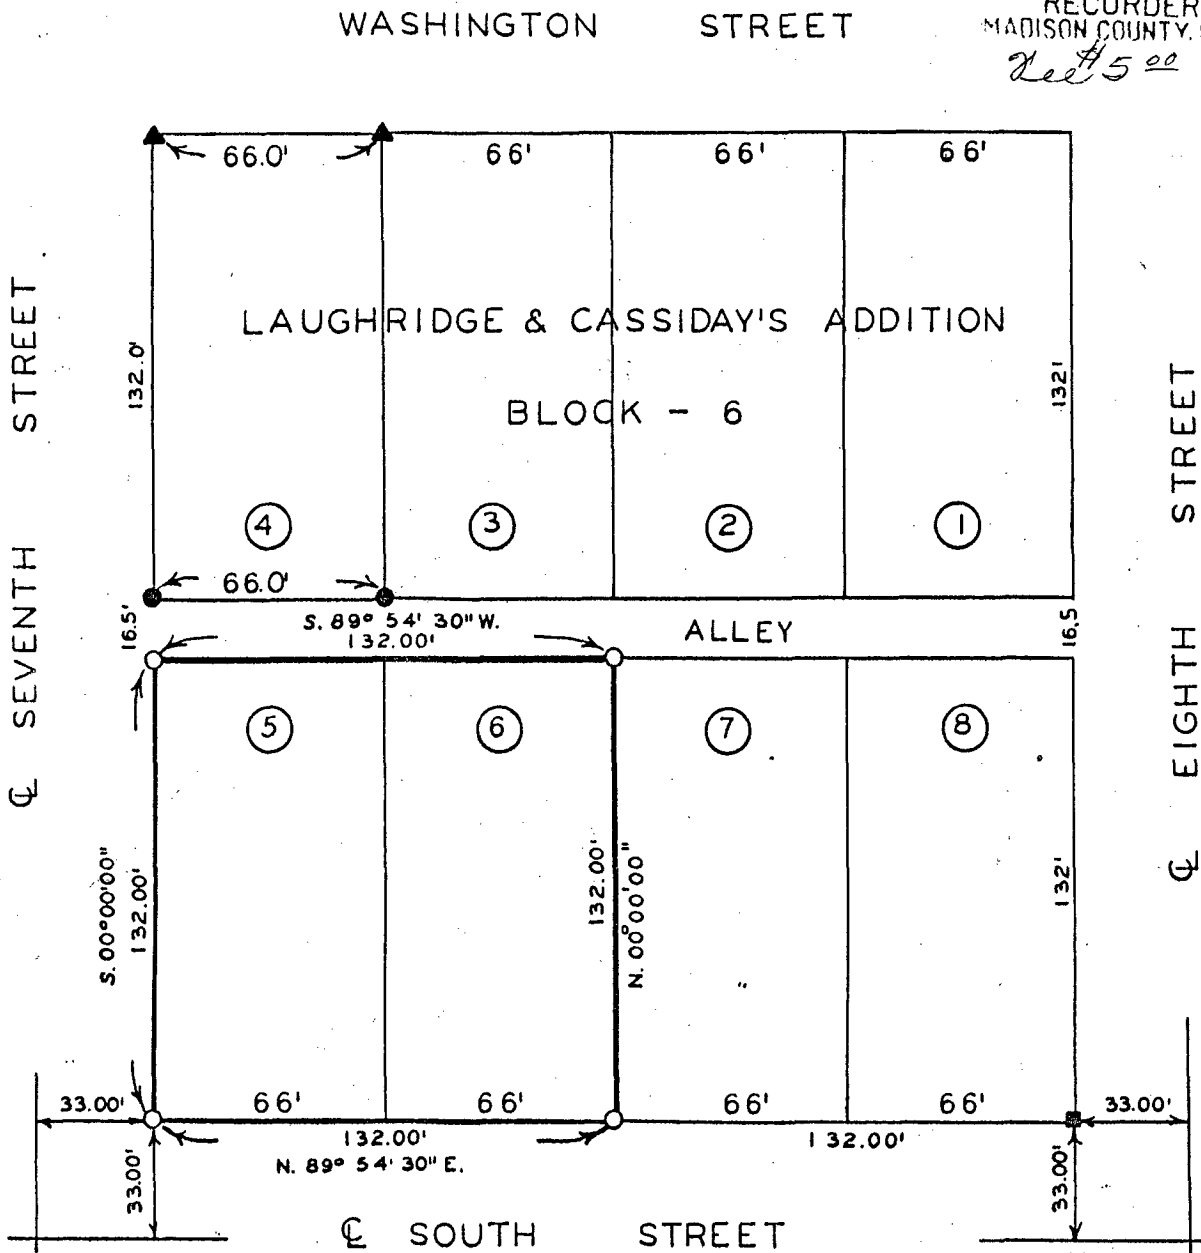 RECORDER
WASHINGTON STREET
MADISON COUNTY,
Fee $5 00
66.0' 66' 66' 66'
LAUGHRIDGE & CASSIDAY'S ADDITION
132.0'
132'
BLOCK - 6
℄ SEVENTH STREET
℄ EIGHTH STREET
4 3 2 1
66.0'
16.5'
16.5
S. 89° 54' 30" W.
132.00'
ALLEY
5 6 7 8
S. 00°00'00"
132.00'
132.00'
N. 00°00'00"
132'
33.00' 66' 66' 66' 66' 33.00'
132.00' 132.00'
N. 89° 54' 30" E.
33.00'
33.00'
℄ SOUTH STREET